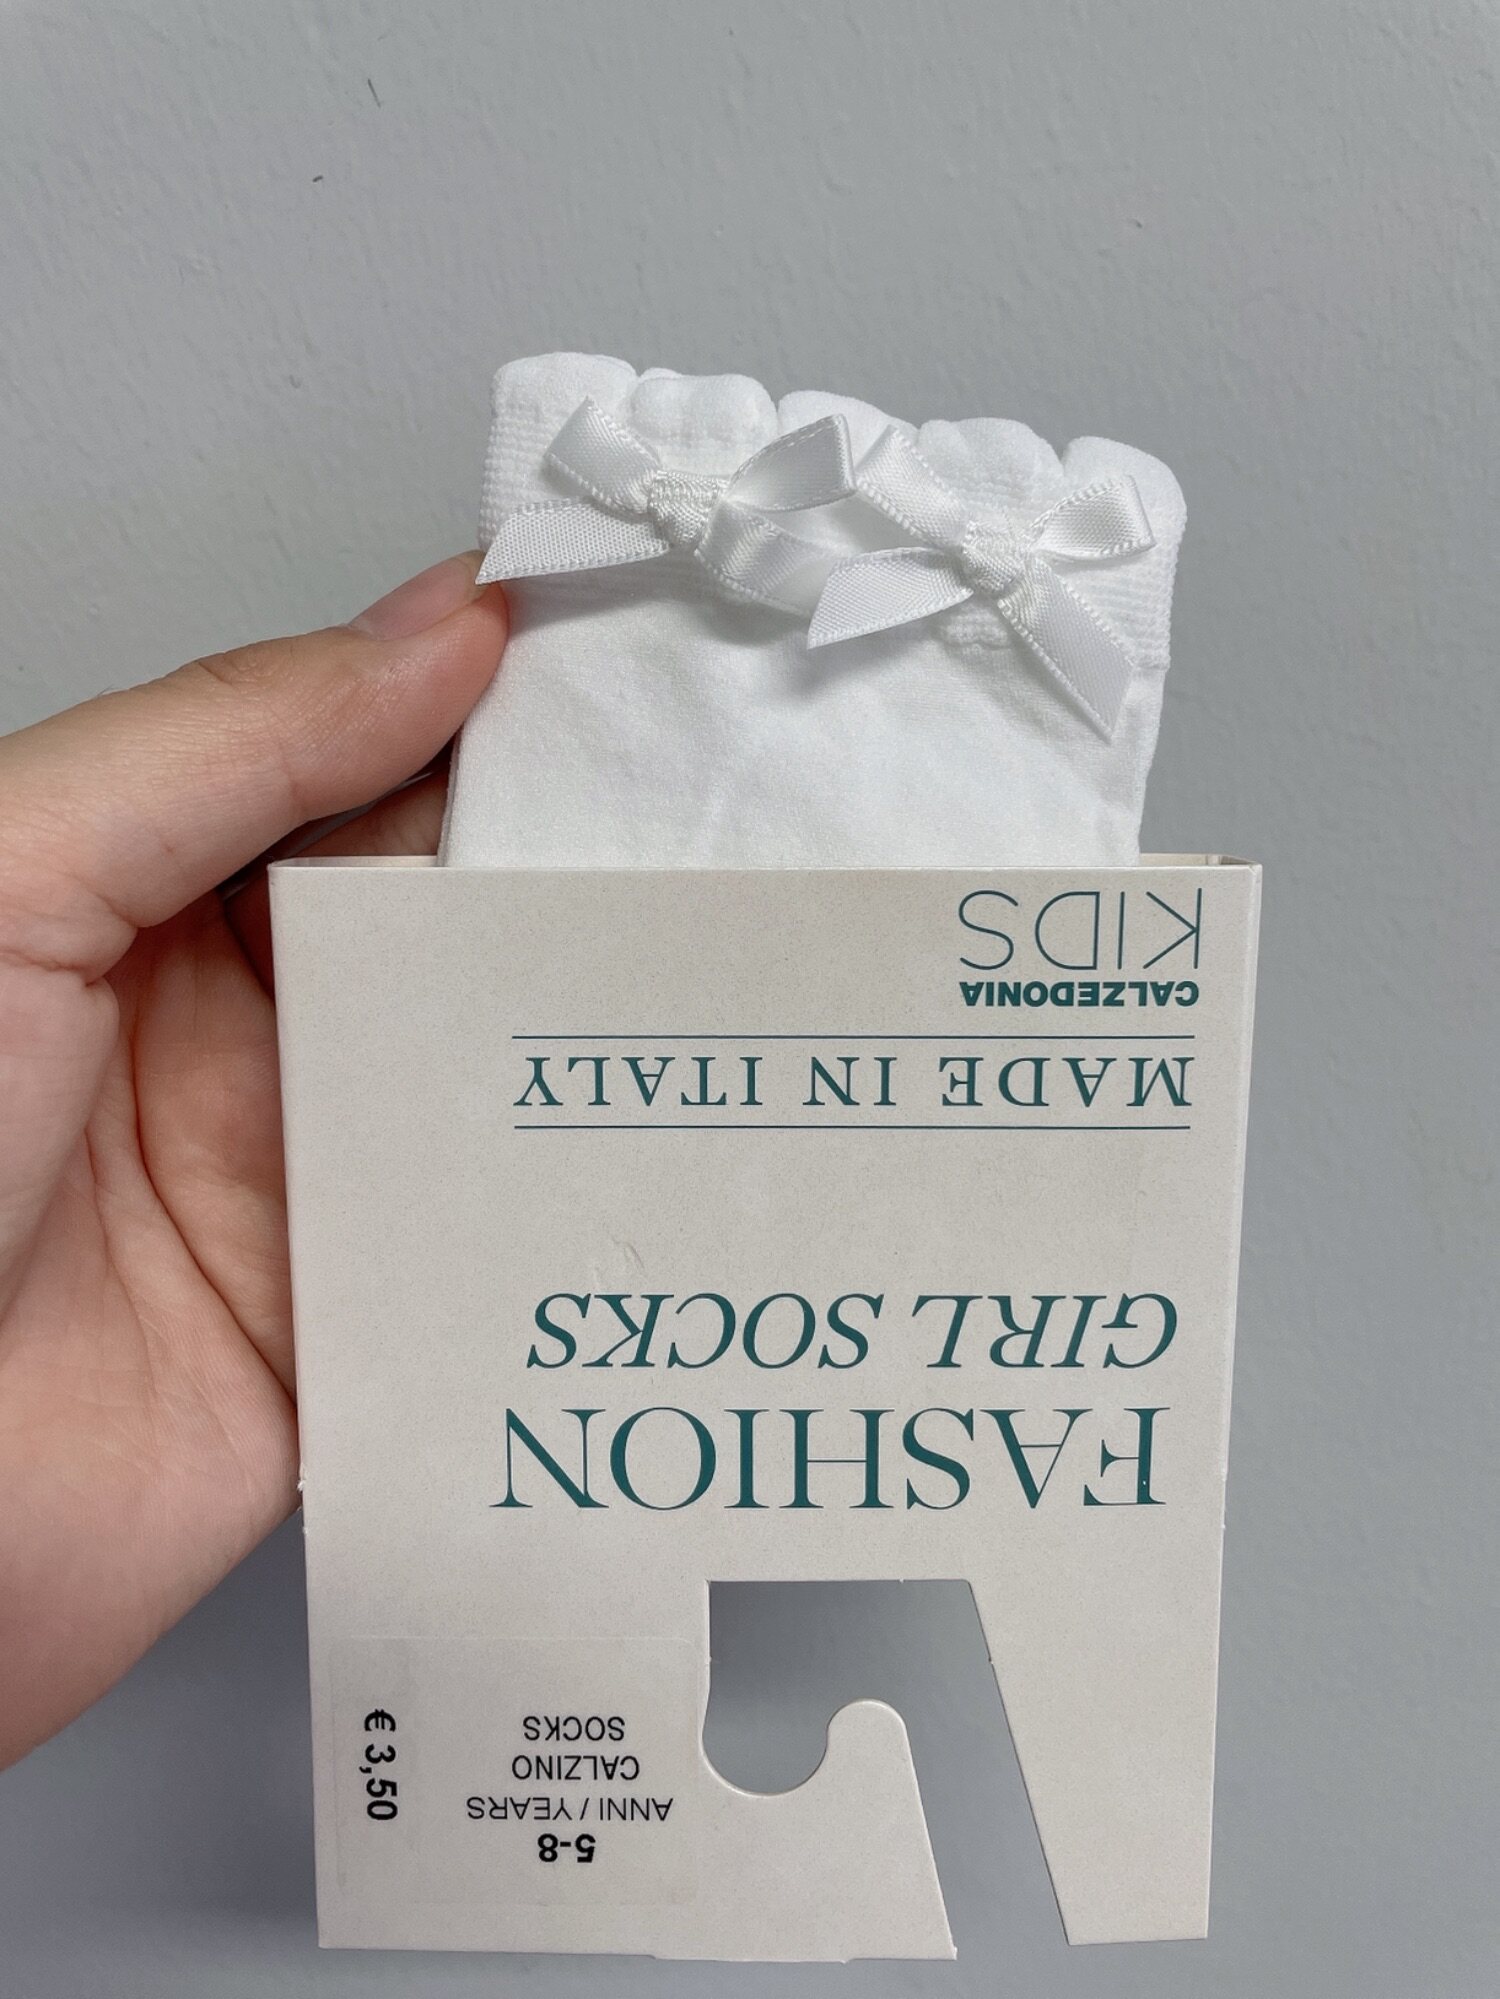 5-8
ANNI / YEARS
CALZINO
SOCKS
€ 3,50
FASHION
GIRL SOCKS
MADE IN ITALY
CALZEDONIA
KIDS